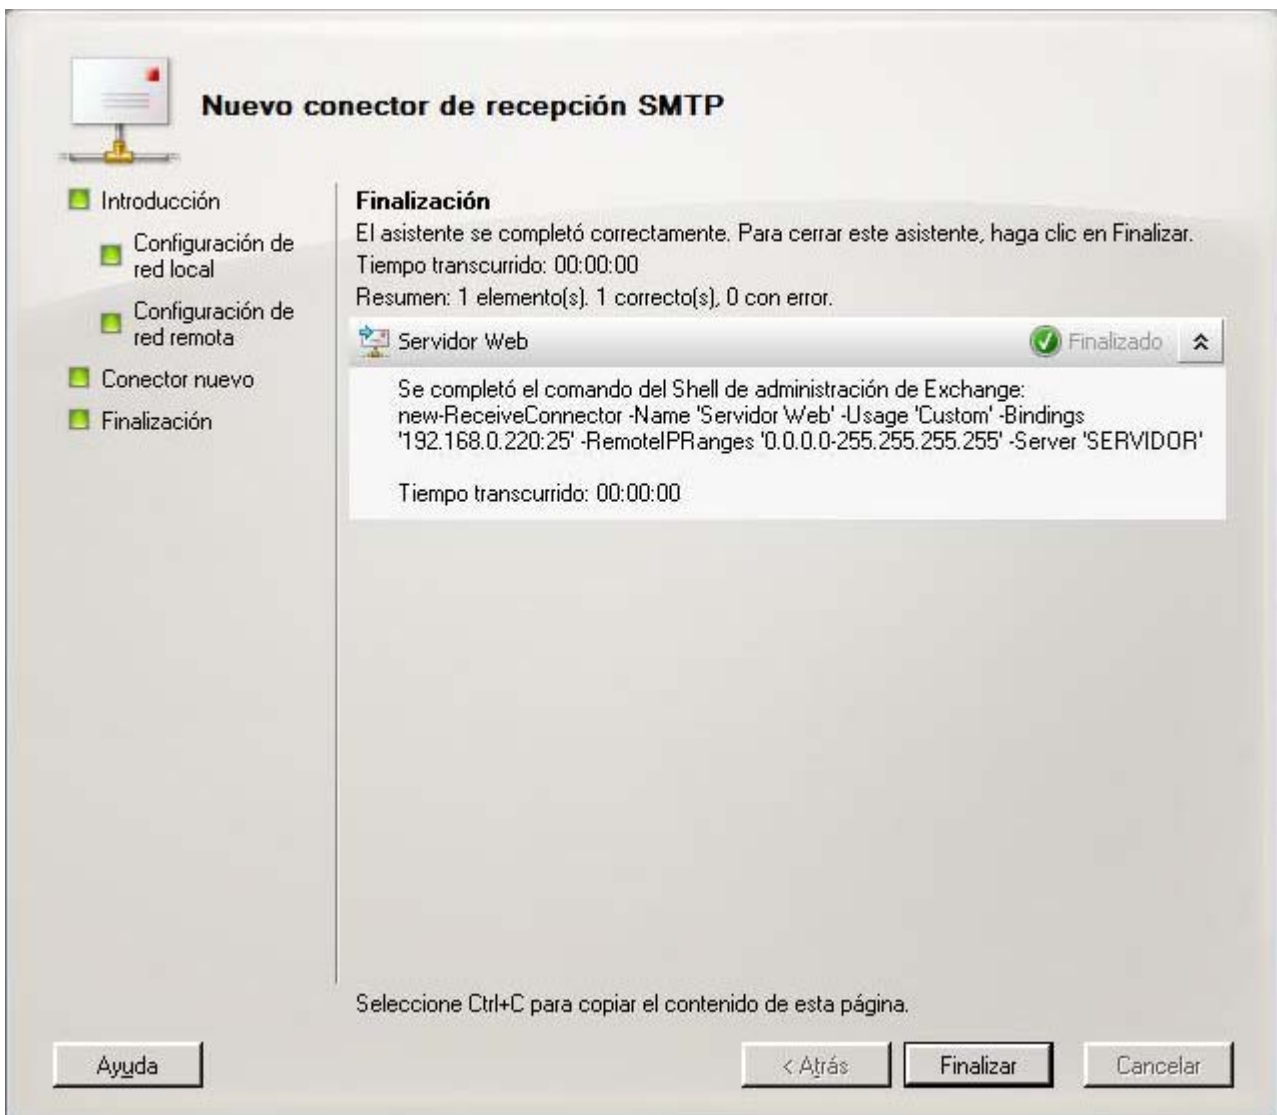 Nuevo conector de recepción SMTP
Introducción
Configuración de
red local
Configuración de
red remota
Conector nuevo
Finalización
Finalización
El asistente se completó correctamente. Para cerrar este asistente, haga clic en Finalizar.
Tiempo transcurrido: 00:00:00
Resumen: 1 elemento(s). 1 correcto(s), 0 con error.
Servidor Web
Finalizado
Se completó el comando del Shell de administración de Exchange:
new-ReceiveConnector -Name 'Servidor Web' -Usage 'Custom' -Bindings
'192.168.0.220:25' -RemoteIPRanges '0.0.0.0-255.255.255.255' -Server 'SERVIDOR'
Tiempo transcurrido: 00:00:00
Seleccione Ctrl+C para copiar el contenido de esta página.
Ayuda
< Atrás
Finalizar
Cancelar